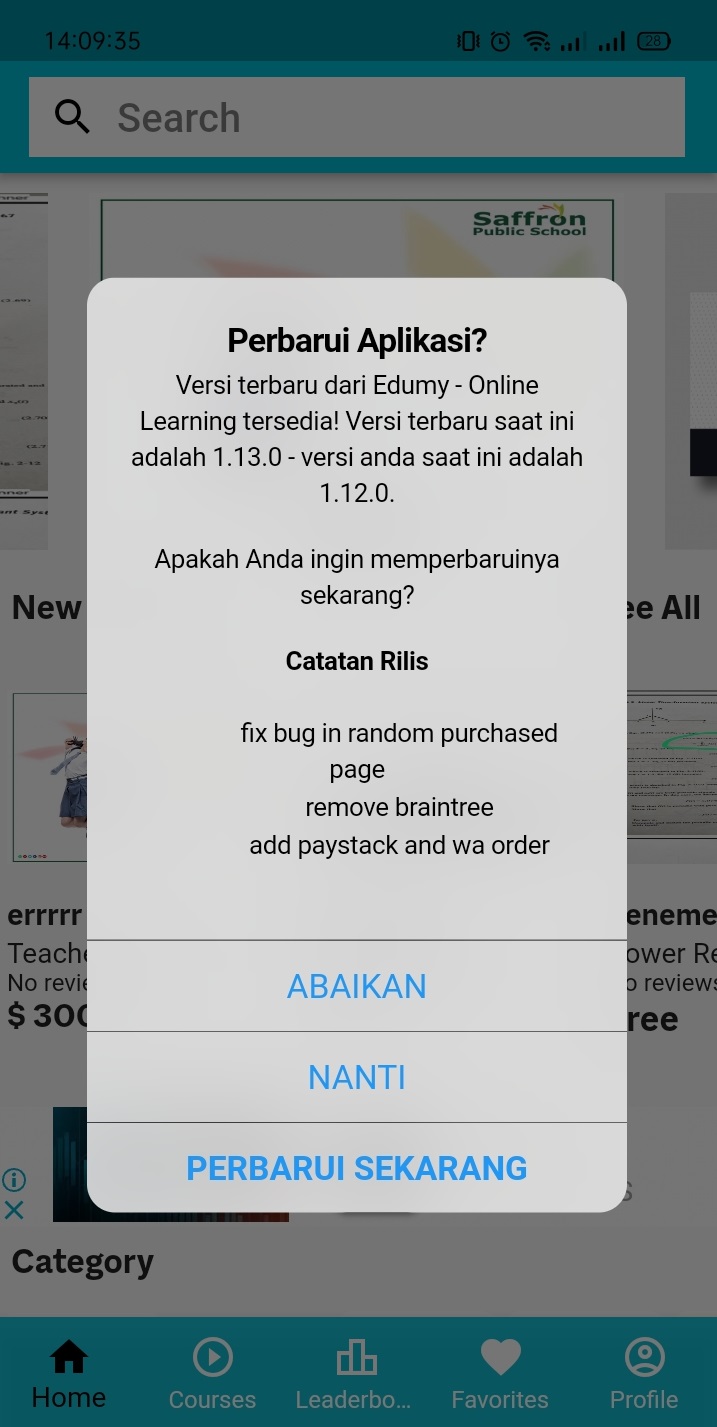 14:09:35
28
Search
Saffron
Public School
Perbarui Aplikasi?
Versi terbaru dari Edumy - Online
Learning tersedia! Versi terbaru saat ini
adalah 1.13.0 - versi anda saat ini adalah
1.12.0.
Apakah Anda ingin memperbaruinya
sekarang?
New
ee All
Catatan Rilis
fix bug in random purchased
page
remove braintree
add paystack and wa order
errrrr
eneme
Teache
ower Re
No revie
o reviews
$ 300
ree
ABAIKAN
NANTI
PERBARUI SEKARANG
S
Category
Home
Courses
Leaderbo...
Favorites
Profile